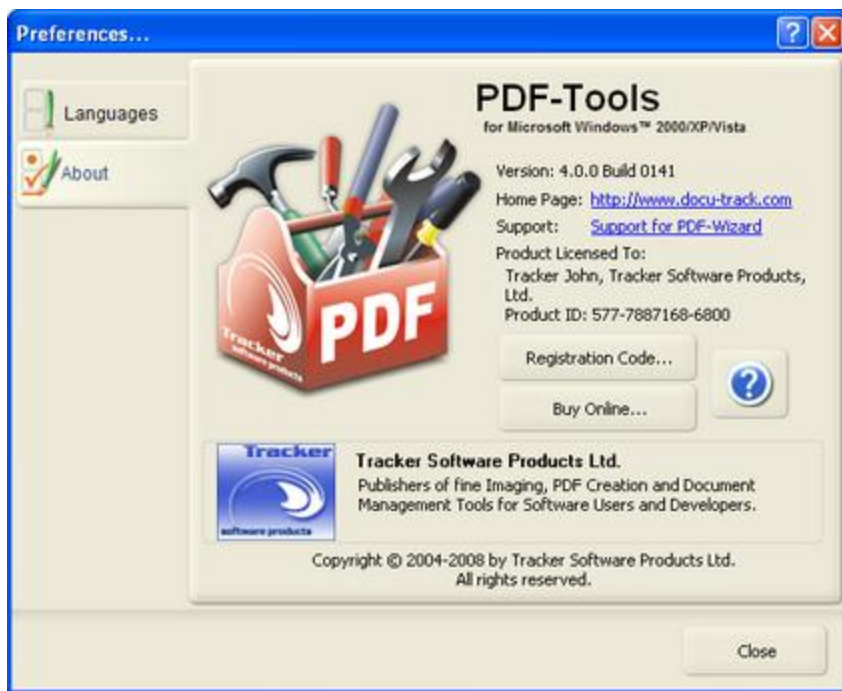 Preferences...
Languages
About
PDF-Tools
for Microsoft Windows™ 2000/XP/Vista
Version: 4.0.0 Build 0141
Home Page: http://www.docu-track.com
Support: Support for PDF-Wizard
Product Licensed To:
Tracker John, Tracker Software Products,
Ltd.
Product ID: 577-7887168-6800
Tracker
software products
PDF
Registration Code...
Buy Online...
Tracker
software products
Tracker Software Products Ltd.
Publishers of fine Imaging, PDF Creation and Document
Management Tools for Software Users and Developers.
Copyright © 2004-2008 by Tracker Software Products Ltd.
All rights reserved.
Close